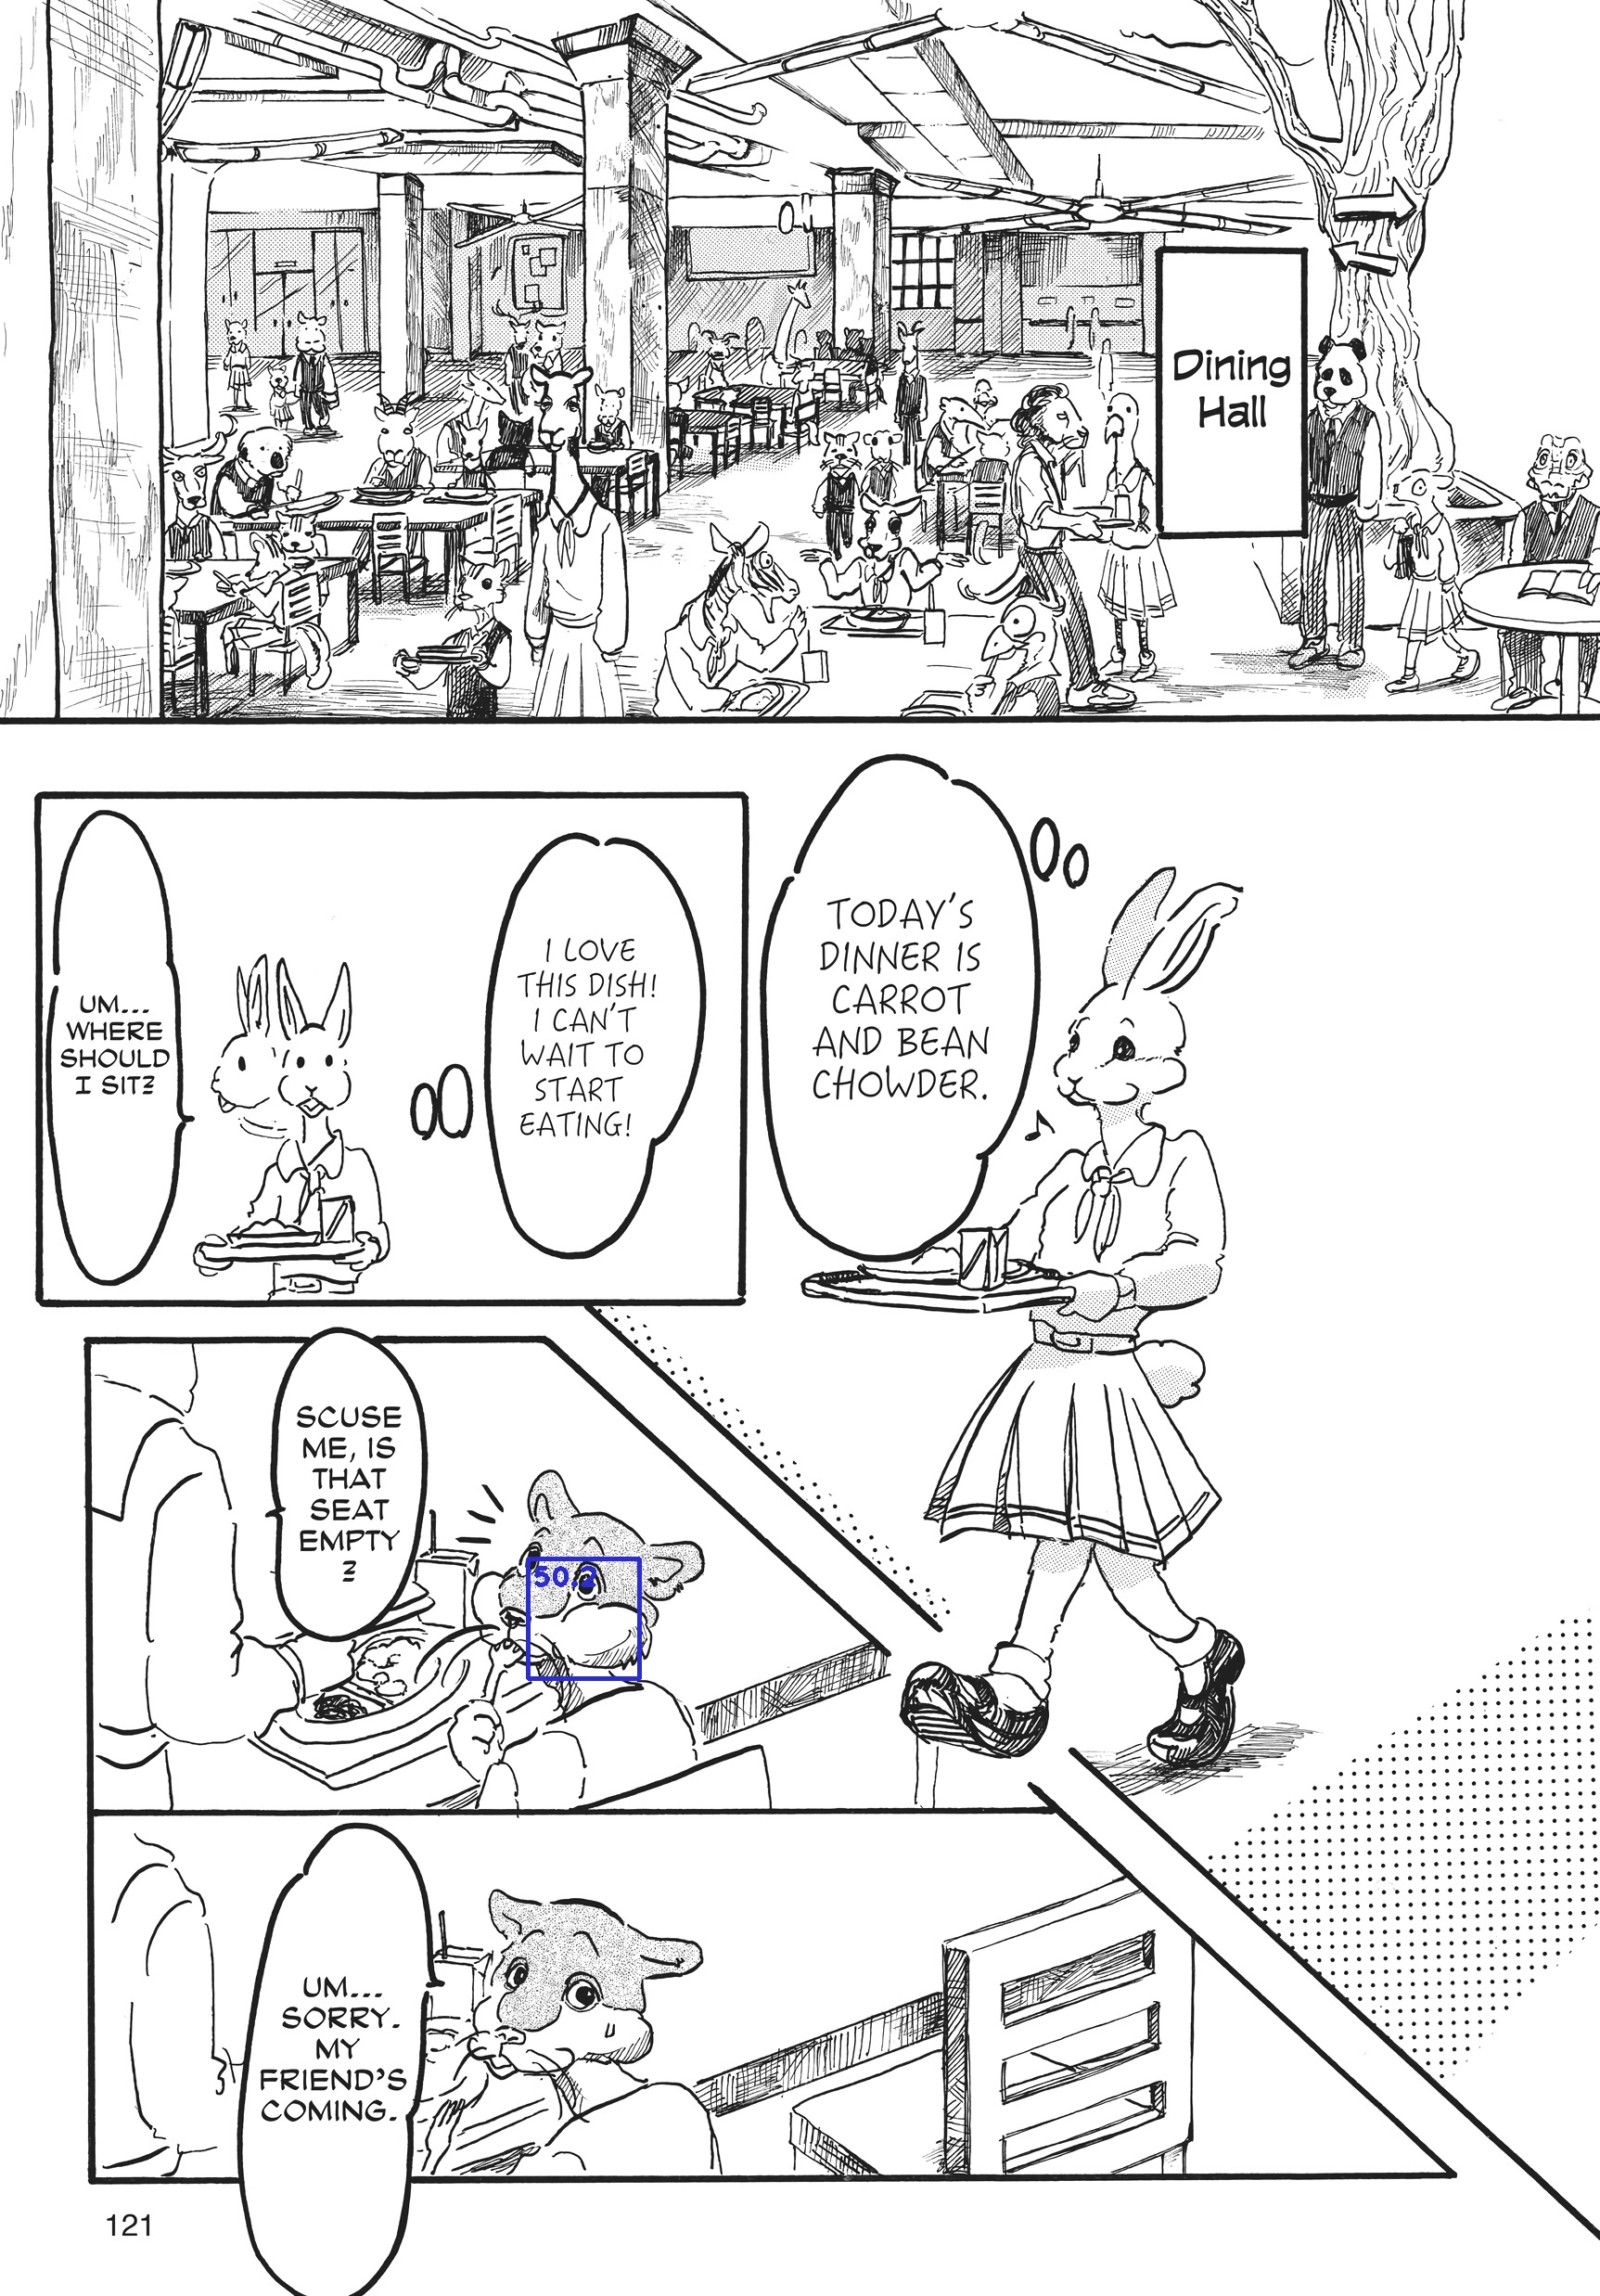 Dining
Hall
TODAY'S
DINNER IS
CARROT
AND BEAN
CHOWDER.
I LOVE
THIS DISH!
I CAN'T
WAIT TO
START
EATING!
UM...
WHERE
SHOULD
I SIT?
SCUSE
ME, IS
THAT
SEAT
EMPTY
?
50.2
UM...
SORRY.
MY
FRIEND'S
COMING.
121